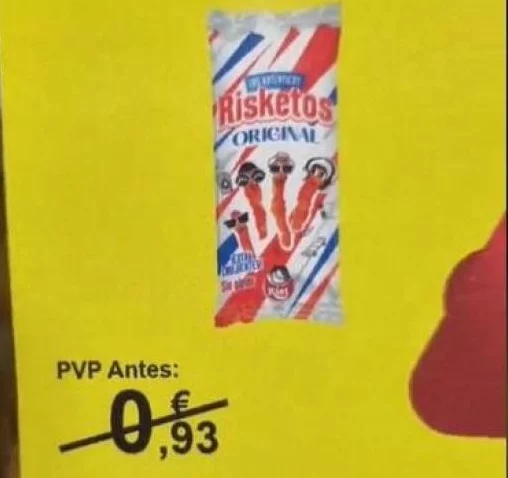 Risketos
ORIGINAL
PVP Antes:
0,93 €